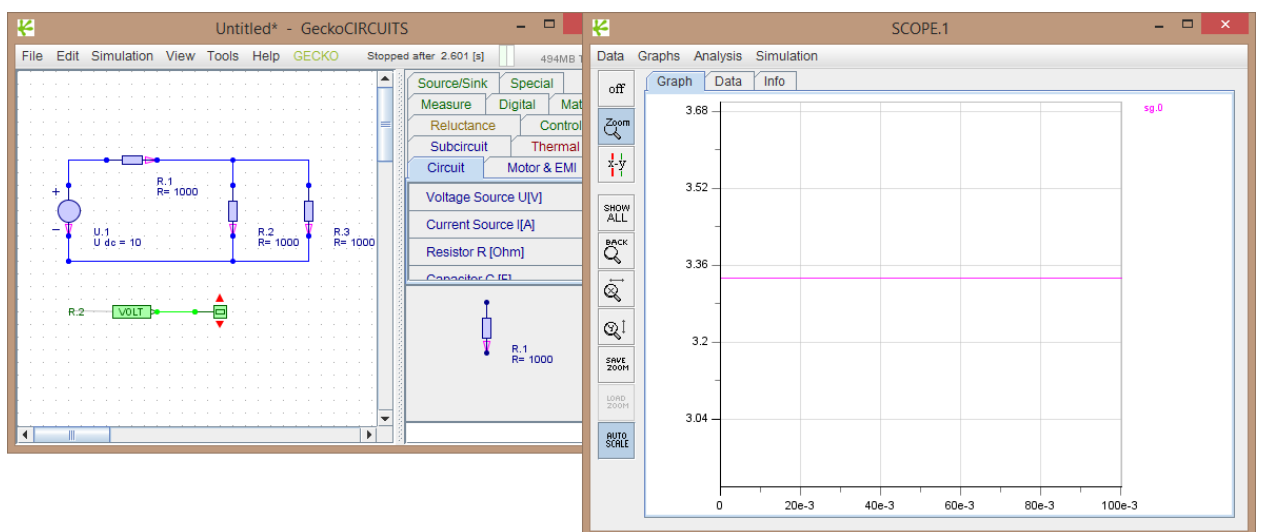 Untitled* - GeckoCIRCUITS
File Edit Simulation View Tools Help GECKO Stopped after 2.601 [s] 494MB
Source/Sink Special
Measure Digital Mat
Reluctance Control
Subcircuit Thermal
Circuit Motor & EMI
Voltage Source U[V]
Current Source I[A]
Resistor R [Ohm]
Capacitor C [F]
R.1
R= 1000
+
−
U.1
U dc = 10
R.2
R= 1000
R.3
R= 1000
R.2
VOLT
R.1
R= 1000
SCOPE.1
Data Graphs Analysis Simulation
off
Zoom
x-y
SHOW
ALL
BACK
SAVE
ZOOM
LOAD
ZOOM
AUTO
SCALE
Graph Data Info
sg.0
3.68
3.52
3.36
3.2
3.04
0 20e-3 40e-3 60e-3 80e-3 100e-3